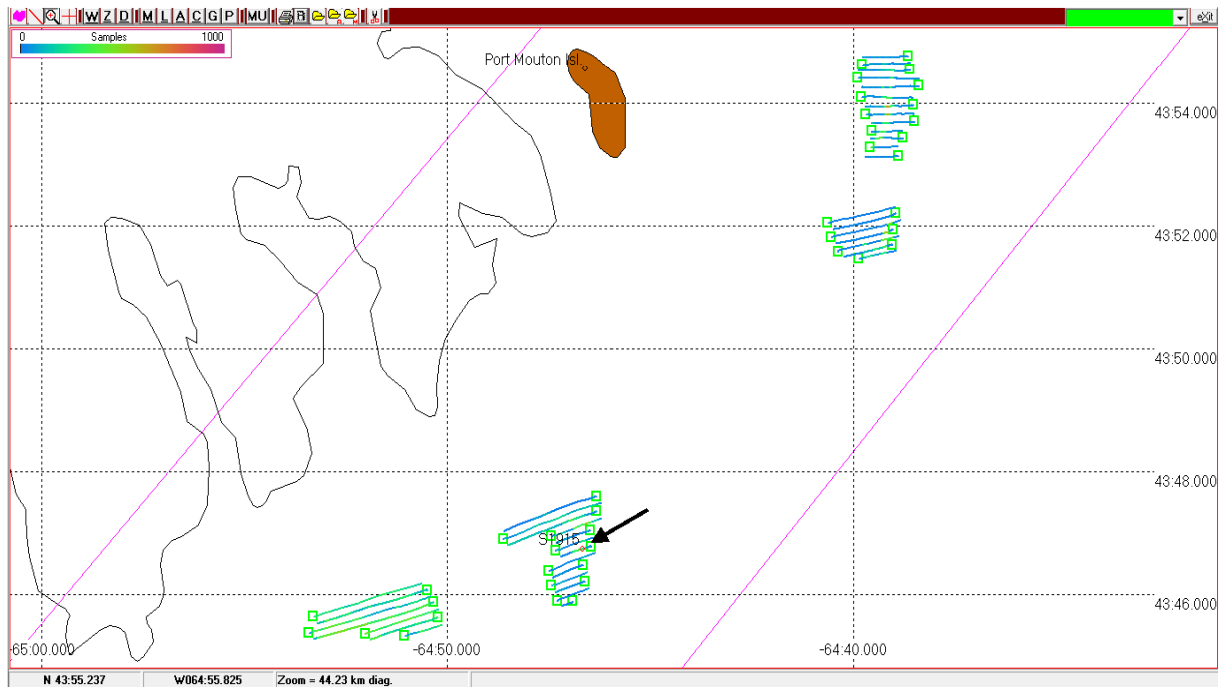 W Z D M L A C G P MU eXit
0 Samples 1000
Port Mouton Isl.
43:54.000
43:52.000
43:50.000
43:48.000
S1915
43:46.000
-65:00.000 -64:50.000 -64:40.000
N 43:55.237 W064:55.825 Zoom = 44.23 km diag.